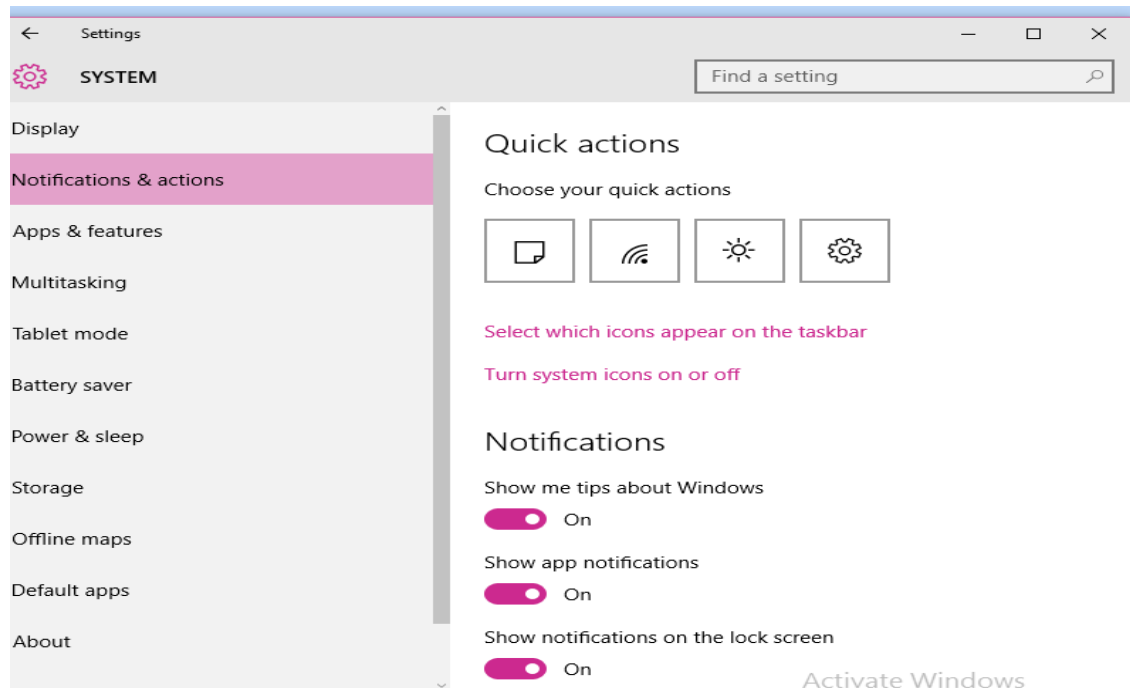 Settings
SYSTEM
Find a setting
Display
Notifications & actions
Apps & features
Multitasking
Tablet mode
Battery saver
Power & sleep
Storage
Offline maps
Default apps
About
Quick actions
Choose your quick actions
Select which icons appear on the taskbar
Turn system icons on or off
Notifications
Show me tips about Windows
On
Show app notifications
On
Show notifications on the lock screen
On
Activate Windows